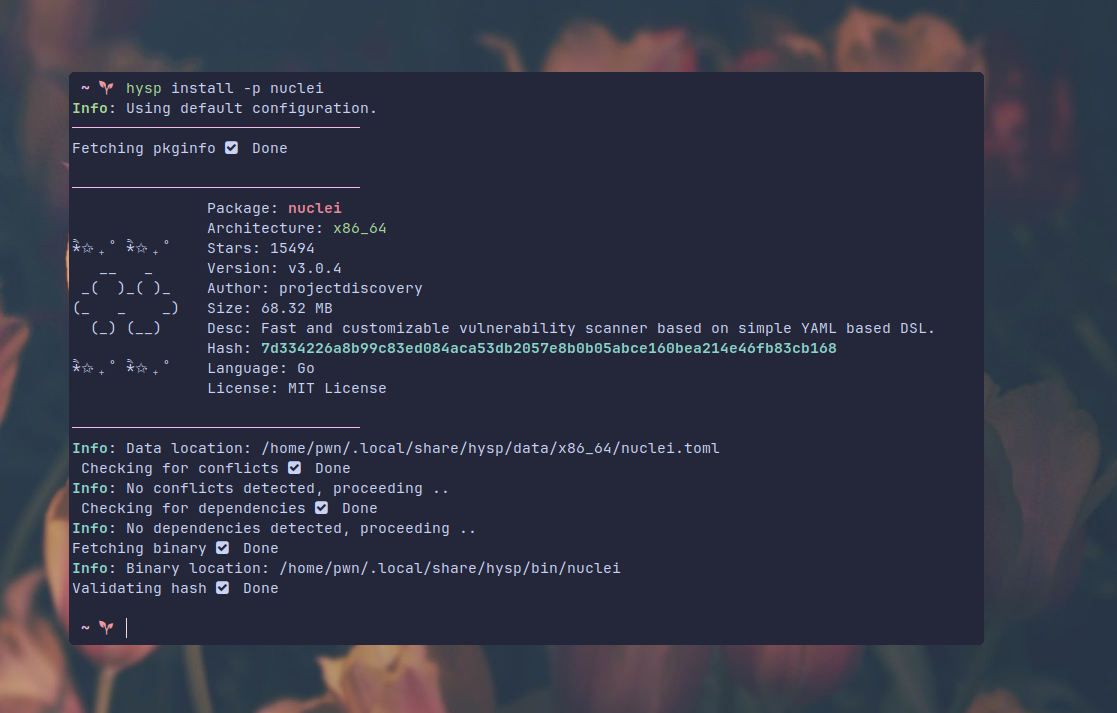 ~ hysp install -p nuclei
Info: Using default configuration.
Fetching pkginfo ☑ Done
Package: nuclei
Architecture: x86_64
Stars: 15494
Version: v3.0.4
Author: projectdiscovery
Size: 68.32 MB
Desc: Fast and customizable vulnerability scanner based on simple YAML based DSL.
Hash: 7d334226a8b99c83ed084aca53db2057e8b0b05abce160bea214e46fb83cb168
Language: Go
License: MIT License
Info: Data location: /home/pwn/.local/share/hysp/data/x86_64/nuclei.toml
Checking for conflicts ☑ Done
Info: No conflicts detected, proceeding ..
Checking for dependencies ☑ Done
Info: No dependencies detected, proceeding ..
Fetching binary ☑ Done
Info: Binary location: /home/pwn/.local/share/hysp/bin/nuclei
Validating hash ☑ Done
~